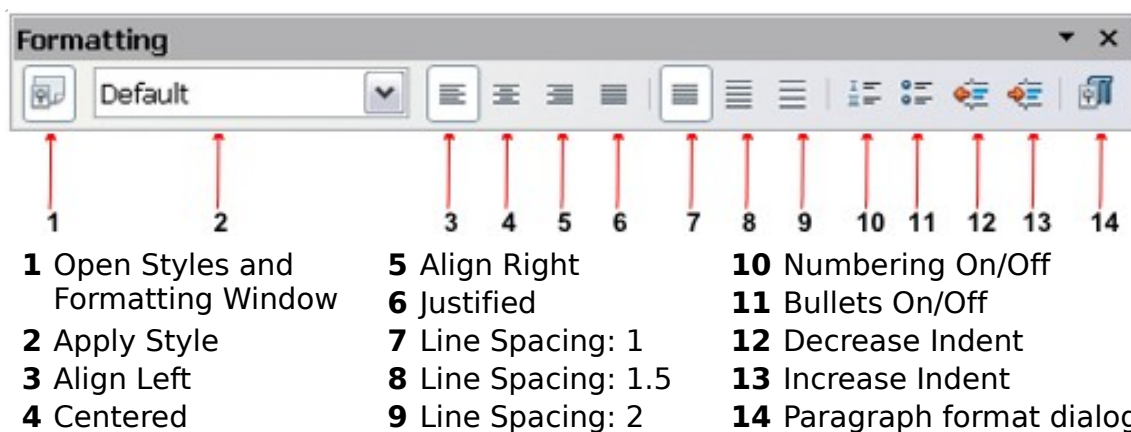 Formatting
Default
1 2 3 4 5 6 7 8 9 10 11 12 13 14
1 Open Styles and
Formatting Window
2 Apply Style
3 Align Left
4 Centered
5 Align Right
6 Justified
7 Line Spacing: 1
8 Line Spacing: 1.5
9 Line Spacing: 2
10 Numbering On/Off
11 Bullets On/Off
12 Decrease Indent
13 Increase Indent
14 Paragraph format dialog